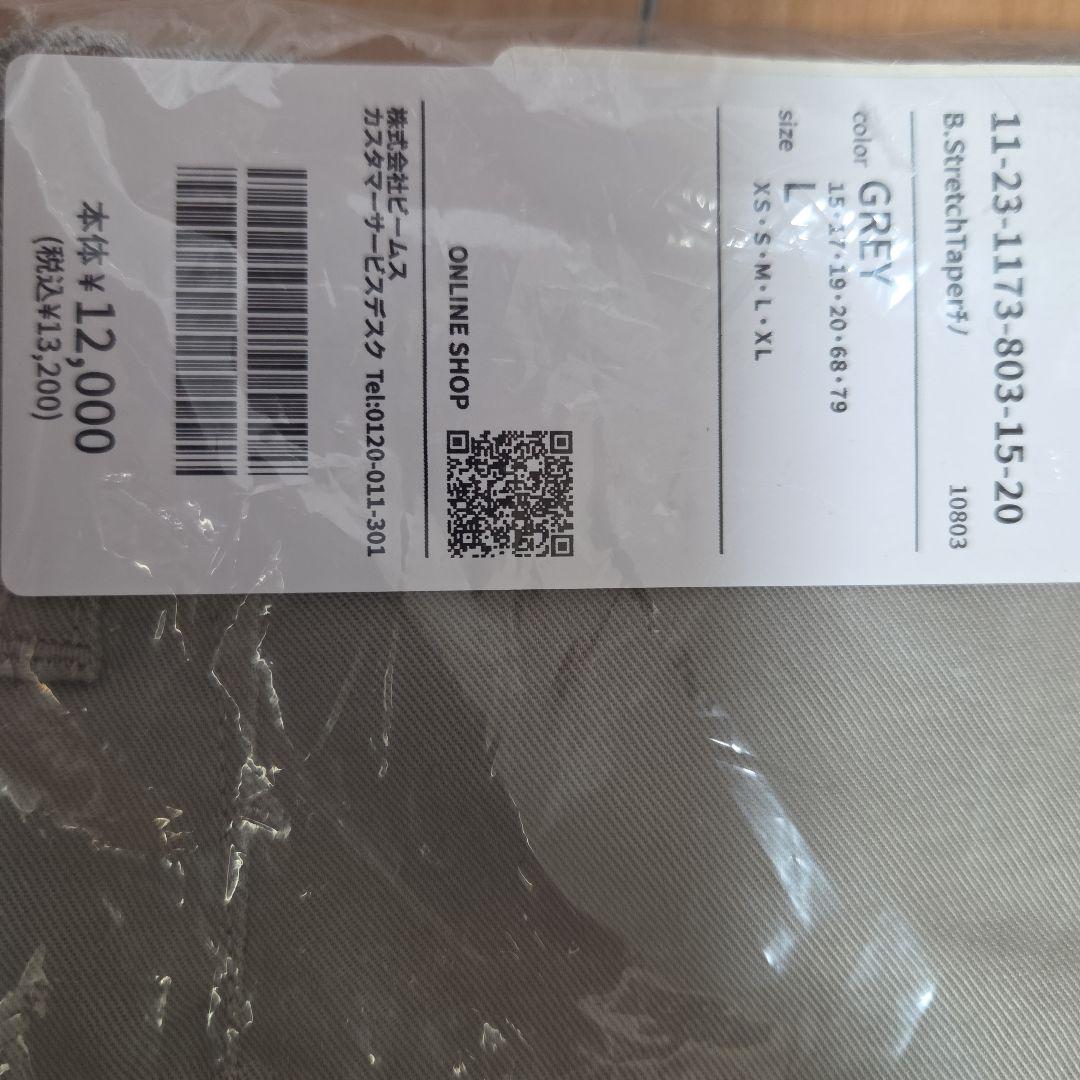 11-23-1173-803-15-20
B.StretchTaperﾁﾉ 10803
color GREY
15・17・19・20・68・79
size L
XS・S・M・L・XL
ONLINE SHOP
株式会社ビームス
カスタマーサービスデスク Tel:0120-011-301
本体 ¥12,000
(税込¥13,200)